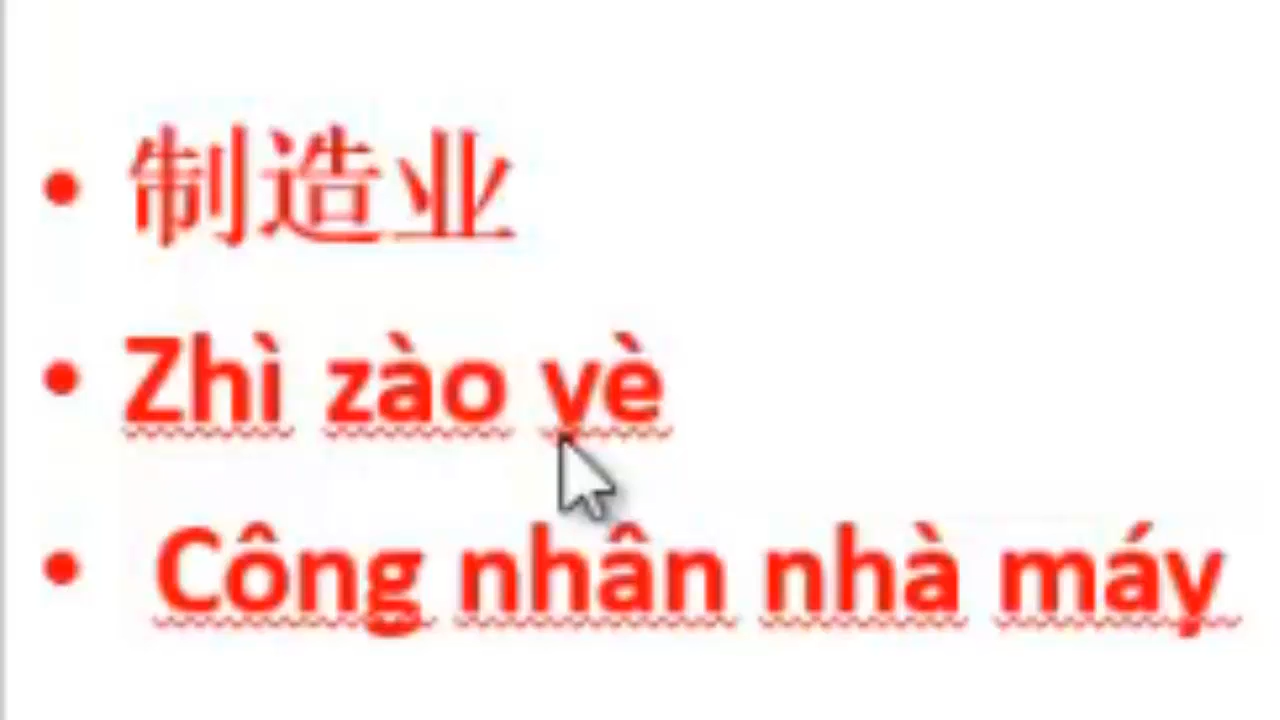 • 制造业
• Zhì zào yè
• Công nhân nhà máy